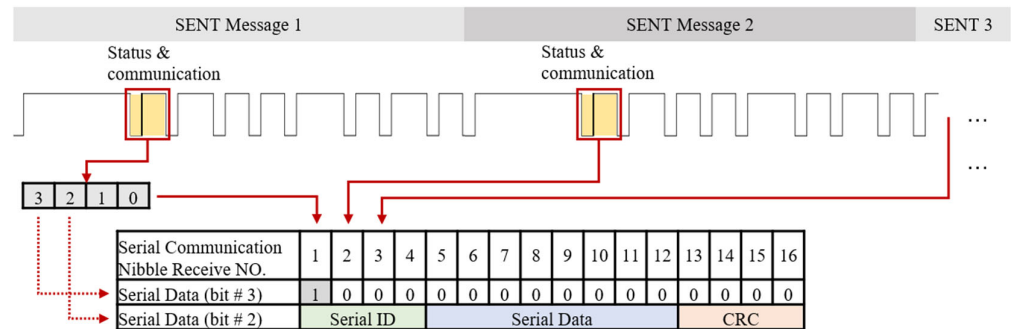 SENT Message 1 SENT Message 2 SENT 3
Status &
communication
Status &
communication
...
...
3 2 1 0
Serial Communication
Nibble Receive NO.
1 2 3 4 5 6 7 8 9 10 11 12 13 14 15 16
Serial Data (bit # 3) 1 0 0 0 0 0 0 0 0 0 0 0 0 0 0 0
Serial Data (bit # 2) Serial ID Serial Data CRC